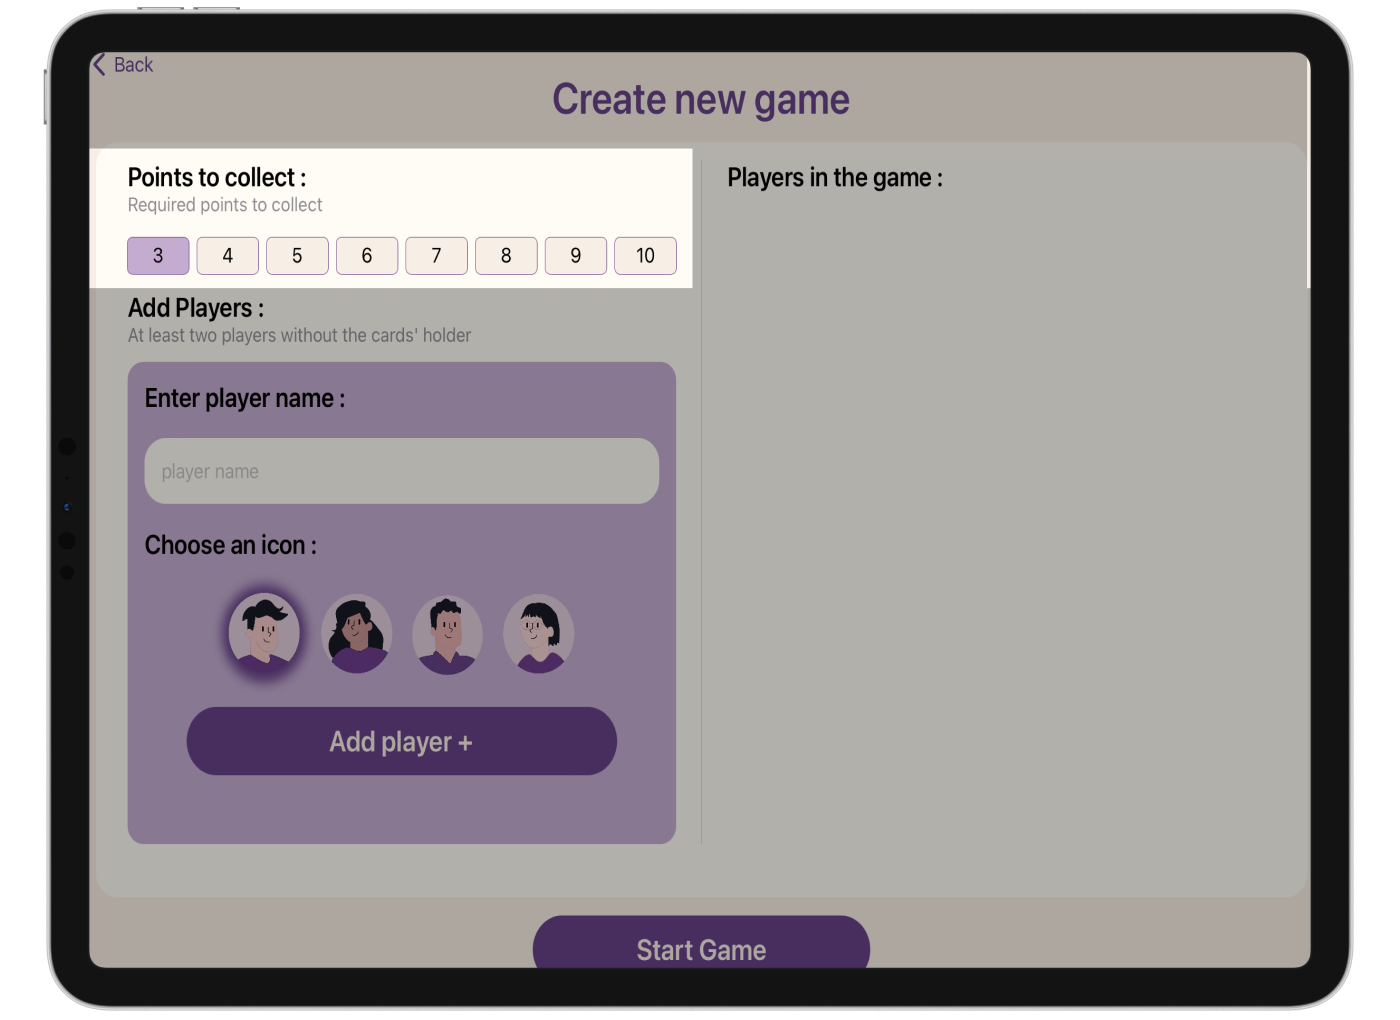 Back
Create new game
Points to collect :
Required points to collect
3 4 5 6 7 8 9 10
Add Players :
At least two players without the cards' holder
Enter player name :
player name
Choose an icon :
Add player +
Players in the game :
Start Game